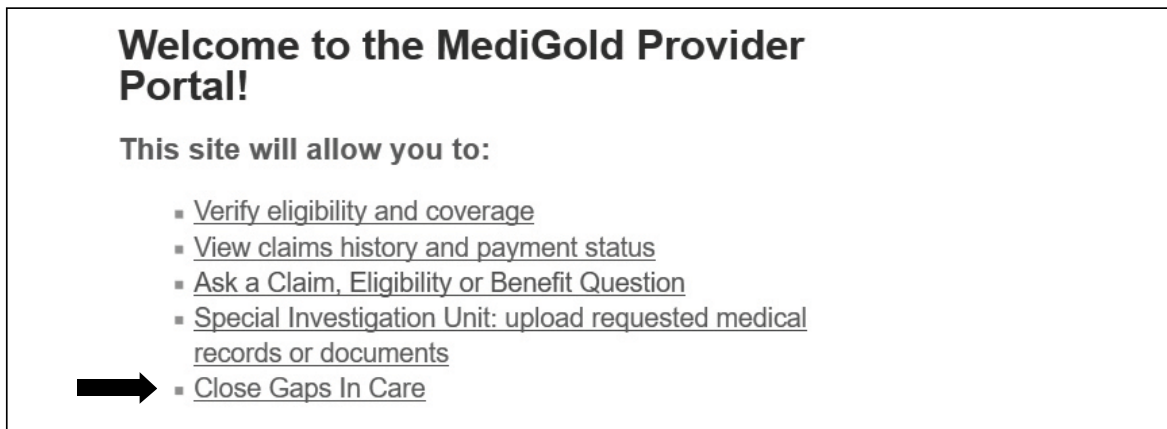 Welcome to the MediGold Provider
Portal!
This site will allow you to:
Verify eligibility and coverage
View claims history and payment status
Ask a Claim, Eligibility or Benefit Question
Special Investigation Unit: upload requested medical
records or documents
Close Gaps In Care